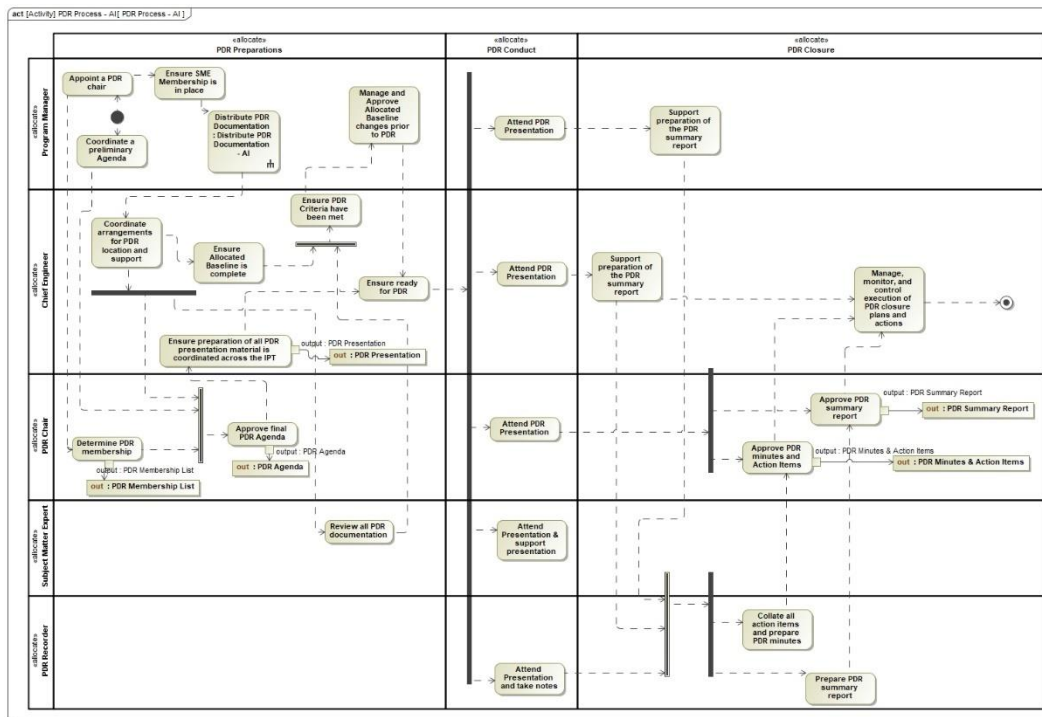 act [Activity] PDR Process - AI[ PDR Process - AI ]
«allocate»
PDR Preparations
«allocate»
PDR Conduct
«allocate»
PDR Closure
«allocate»
Program Manager
Appoint a PDR
chair
Ensure SME
Membership is
in place
Coordinate a
preliminary
Agenda
Distribute PDR
Documentation
: Distribute PDR
Documentation
- AI
Manage and
Approve
Allocated
Baseline
changes prior
to PDR
Attend PDR
Presentation
Support
preparation of
the PDR
summary
report
«allocate»
Chief Engineer
Coordinate
arrangements
for PDR
location and
support
Ensure
Allocated
Baseline is
complete
Ensure PDR
Criteria have
been met
Ensure ready
for PDR
Ensure preparation of all PDR
presentation material is
coordinated across the IPT
output : PDR Presentation
out : PDR Presentation
Attend PDR
Presentation
Support
preparation of
the PDR
summary
report
Manage,
monitor, and
control
execution of
PDR closure
plans and
actions
«allocate»
PDR Chair
Determine PDR
membership
output : PDR Membership List
out : PDR Membership List
Approve final
PDR Agenda
output : PDR Agenda
out : PDR Agenda
Attend PDR
Presentation
Approve PDR
summary
report
output : PDR Summary Report
out : PDR Summary Report
Approve PDR
minutes and
Action Items
output : PDR Minutes & Action Items
out : PDR Minutes & Action Items
«allocate»
Subject Matter Expert
Review all PDR
documentation
Attend
Presentation &
support
presentation
«allocate»
PDR Recorder
Attend
Presentation
and take notes
Collate all
action items
and prepare
PDR minutes
Prepare PDR
summary
report